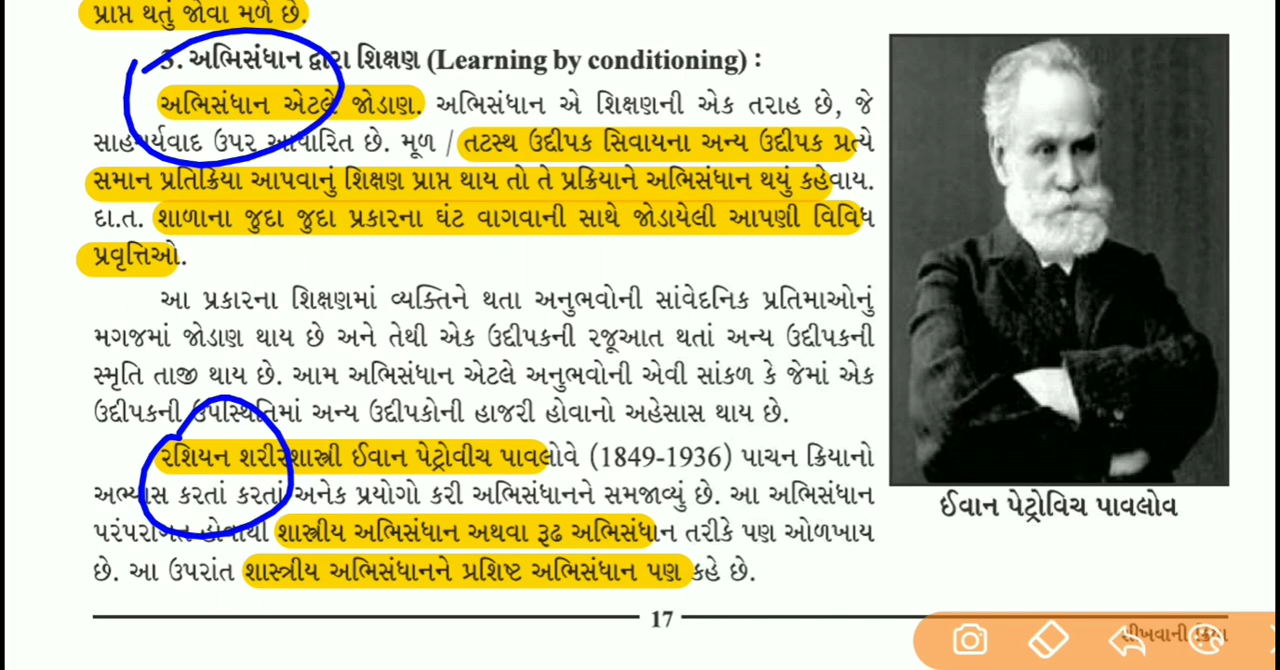 પ્રાપ્ત થતું જોવા મળે છે.
3. અભિસંધાન દ્વારા શિક્ષણ (Learning by conditioning) :
અભિસંધાન એટલે જોડાણ. અભિસંધાન એ શિક્ષણની એક તરાહ છે, જે
સાહચર્યવાદ ઉપર આધારિત છે. મૂળ / તટસ્થ ઉદ્દીપક સિવાયના અન્ય ઉદ્દીપક પ્રત્યે
સમાન પ્રતિક્રિયા આપવાનું શિક્ષણ પ્રાપ્ત થાય તો તે પ્રક્રિયાને અભિસંધાન થયું કહેવાય.
દા.ત. શાળાના જુદા જુદા પ્રકારના ઘંટ વાગવાની સાથે જોડાયેલી આપણી વિવિધ
પ્રવૃત્તિઓ.
આ પ્રકારના શિક્ષણમાં વ્યક્તિને થતા અનુભવોની સાંવેદનિક પ્રતિમાઓનું
મગજમાં જોડાણ થાય છે અને તેથી એક ઉદ્દીપકની રજૂઆત થતાં અન્ય ઉદ્દીપકની
સ્મૃતિ તાજી થાય છે. આમ અભિસંધાન એટલે અનુભવોની એવી સાંકળ કે જેમાં એક
ઉદ્દીપકની ઉપસ્થિતિમાં અન્ય ઉદ્દીપકોની હાજરી હોવાનો અહેસાસ થાય છે.
રશિયન શરીરશાસ્ત્રી ઈવાન પેટ્રોવીચ પાવલોવે (1849-1936) પાચન ક્રિયાનો
અભ્યાસ કરતાં કરતાં અનેક પ્રયોગો કરી અભિસંધાનને સમજાવ્યું છે. આ અભિસંધાન
પરંપરાગત હોવાથી શાસ્ત્રીય અભિસંધાન અથવા રૂઢ અભિસંધાન તરીકે પણ ઓળખાય
છે. આ ઉપરાંત શાસ્ત્રીય અભિસંધાનને પ્રશિષ્ટ અભિસંધાન પણ કહે છે.
ઈવાન પેટ્રોવિચ પાવલોવ
17
શીખવાની ક્રિયા